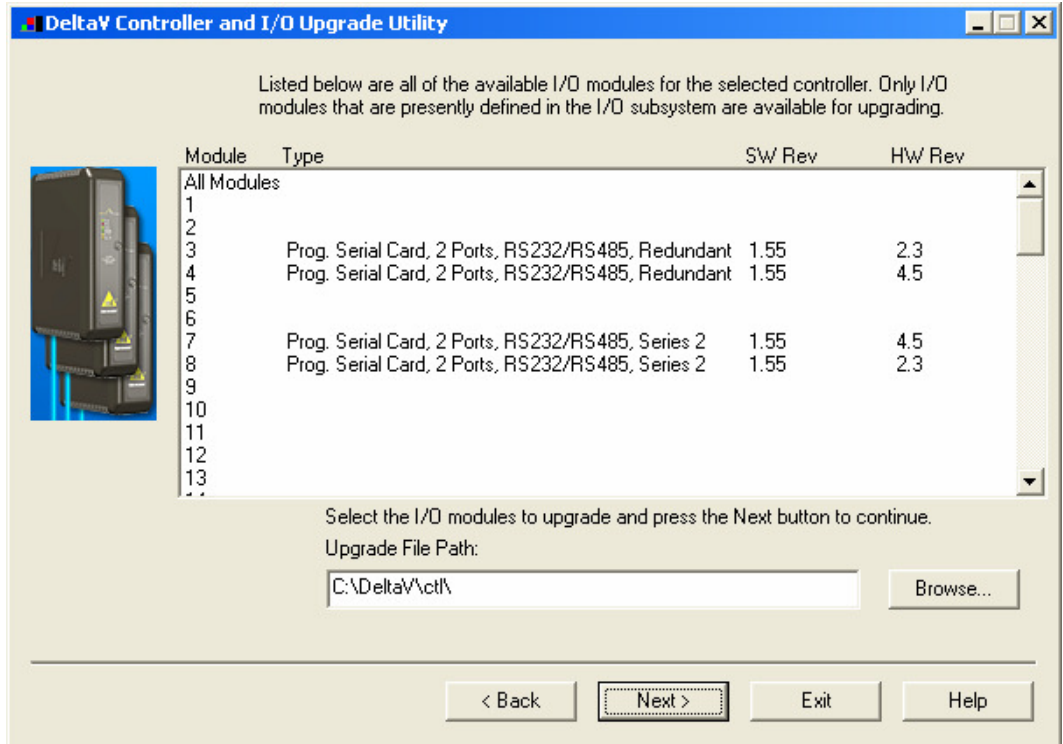 DeltaV Controller and I/O Upgrade Utility
Listed below are all of the available I/O modules for the selected controller. Only I/O
modules that are presently defined in the I/O subsystem are available for upgrading.
Module Type SW Rev HW Rev
All Modules
1
2
3 Prog. Serial Card, 2 Ports, RS232/RS485, Redundant 1.55 2.3
4 Prog. Serial Card, 2 Ports, RS232/RS485, Redundant 1.55 4.5
5
6
7 Prog. Serial Card, 2 Ports, RS232/RS485, Series 2 1.55 4.5
8 Prog. Serial Card, 2 Ports, RS232/RS485, Series 2 1.55 2.3
9
10
11
12
13
Select the I/O modules to upgrade and press the Next button to continue.
Upgrade File Path:
C:\DeltaV\ctl\
Browse...
< Back Next > Exit Help